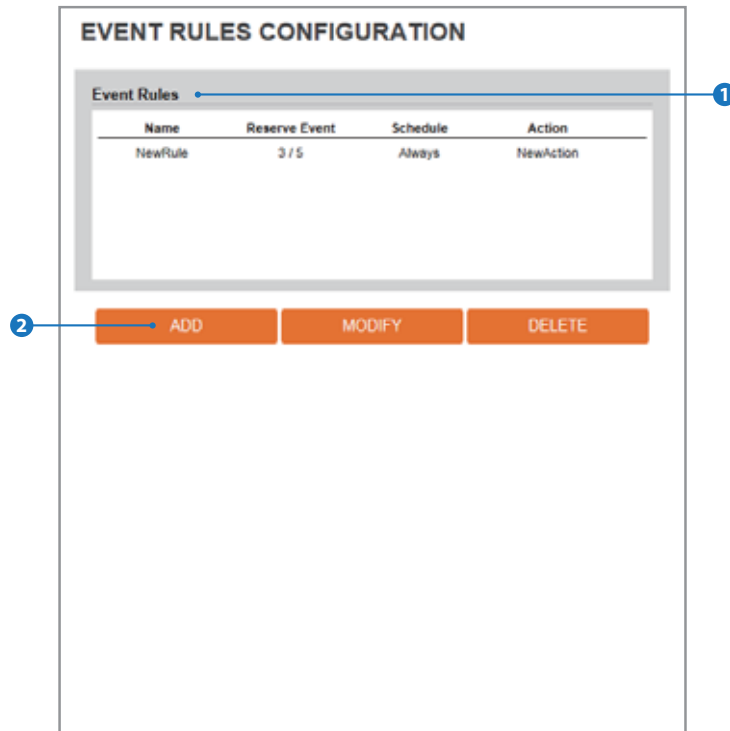 EVENT RULES CONFIGURATION
Event Rules
1
Name Reserve Event Schedule Action
NewRule 3 / 5 Always NewAction
2
ADD MODIFY DELETE